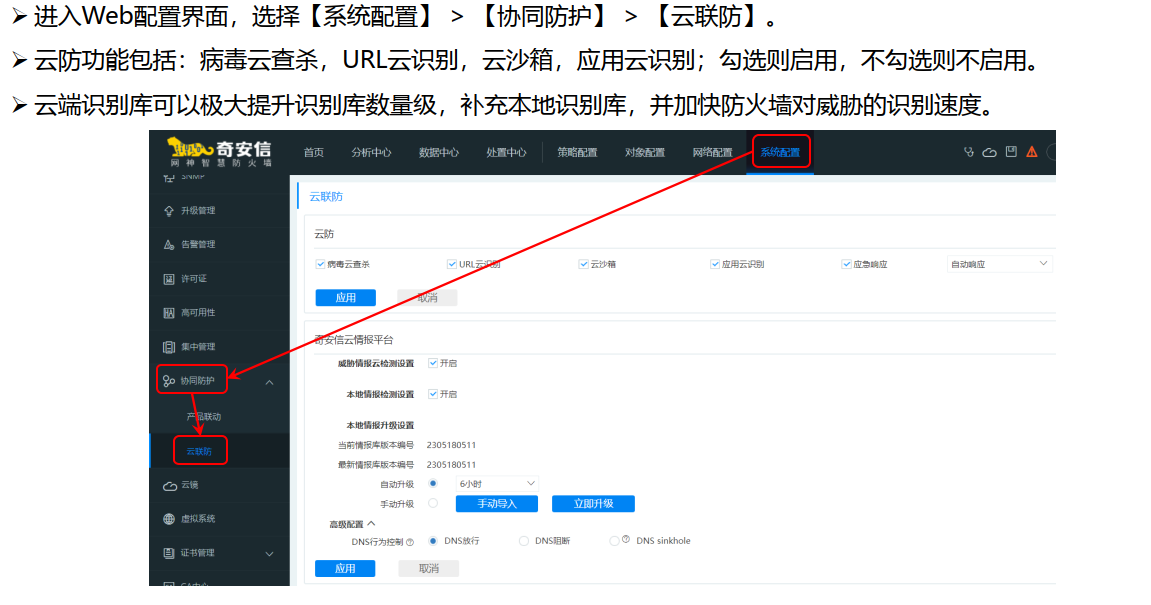 ➢ 进入Web配置界面，选择【系统配置】 > 【协同防护】 > 【云联防】。
➢ 云防功能包括：病毒云查杀，URL云识别，云沙箱，应用云识别；勾选则启用，不勾选则不启用。
➢ 云端识别库可以极大提升识别库数量级，补充本地识别库，并加快防火墙对威胁的识别速度。
奇安信
网神智慧防火墙
首页 分析中心 数据中心 处置中心 策略配置 对象配置 网络配置 系统配置
SNMP
升级管理
告警管理
许可证
高可用性
集中管理
协同防护
产品联动
云联防
云镜
虚拟系统
证书管理
云联防
云防
病毒云查杀 URL云识别 云沙箱 应用云识别 应急响应 自动响应
应用 取消
奇安信云情报平台
威胁情报云检测设置 开启
本地情报检测设置 开启
本地情报升级设置
当前情报库版本编号 2305180511
最新情报库版本编号 2305180511
自动升级 6小时
手动升级 手动导入 立即升级
高级配置
DNS行为控制 DNS放行 DNS阻断 DNS sinkhole
应用 取消